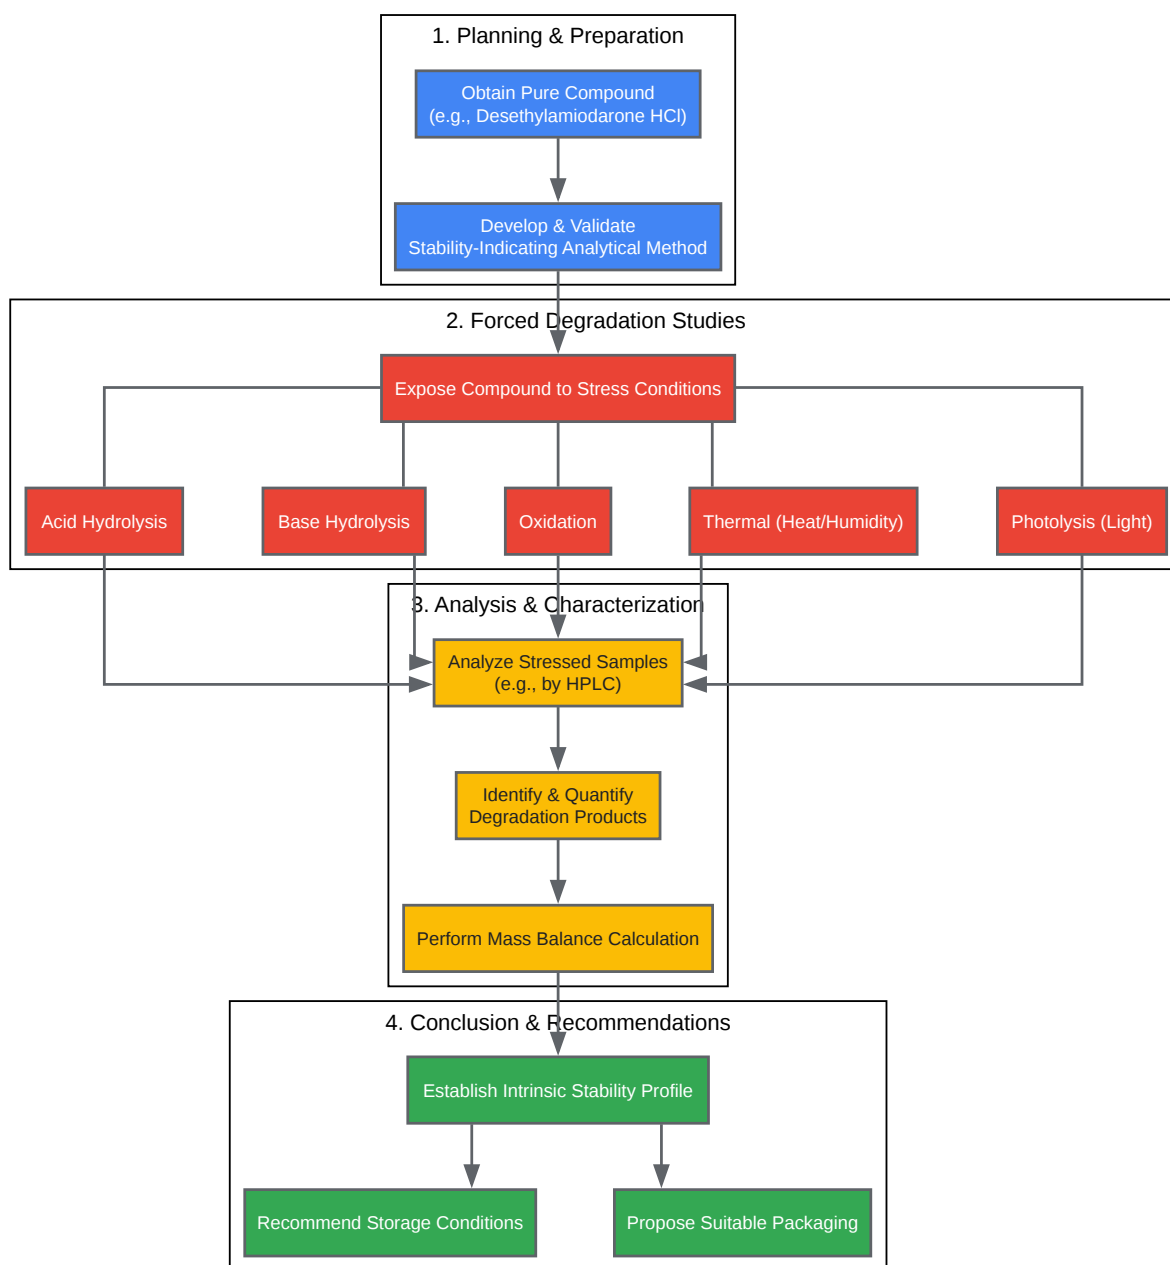 1. Planning & Preparation
Obtain Pure Compound
(e.g., Desethylamiodarone HCl)
Develop & Validate
Stability-Indicating Analytical Method
2. Forced Degradation Studies
Expose Compound to Stress Conditions
Acid Hydrolysis
Base Hydrolysis
Oxidation
Thermal (Heat/Humidity)
Photolysis (Light)
3. Analysis & Characterization
Analyze Stressed Samples
(e.g., by HPLC)
Identify & Quantify
Degradation Products
Perform Mass Balance Calculation
4. Conclusion & Recommendations
Establish Intrinsic Stability Profile
Recommend Storage Conditions
Propose Suitable Packaging